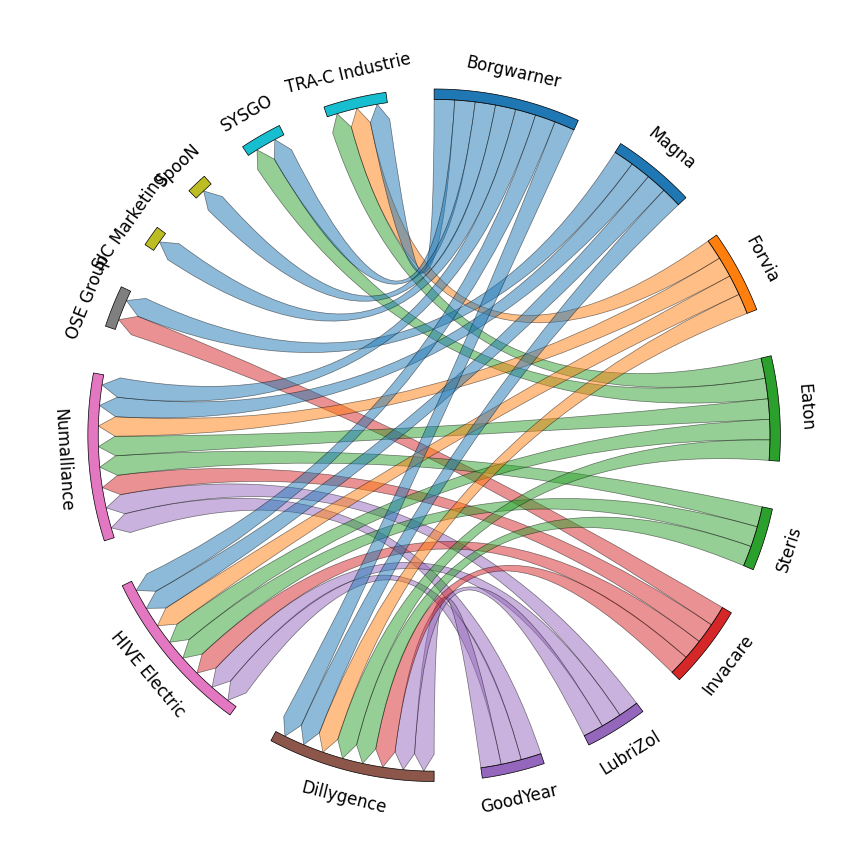 Borgwarner
Magna
Forvia
Eaton
Steris
Invacare
LubriZol
GoodYear
Dillygence
HIVE Electric
Numalliance
OSE Group
Marketing
SpooN
SYSGO
TRA-C Industrie